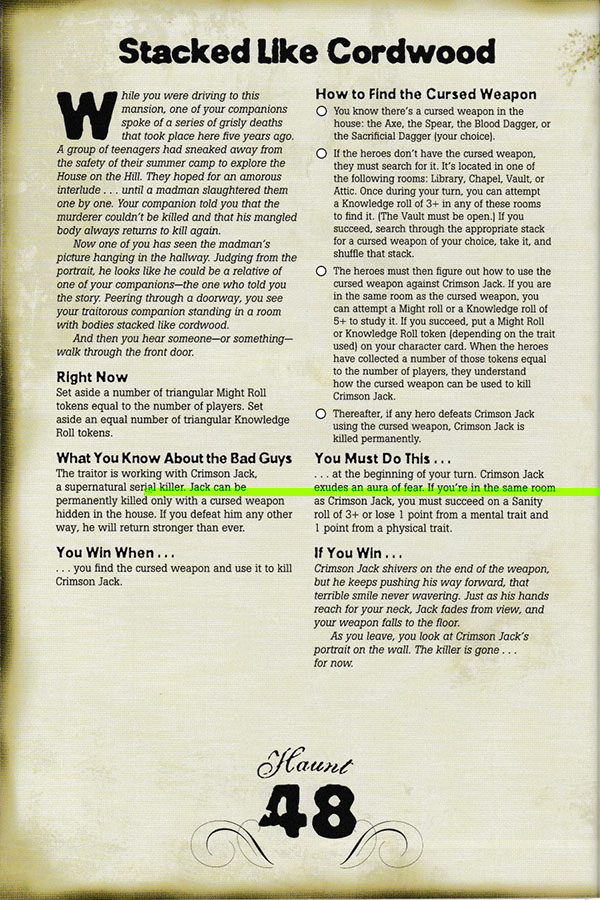 Stacked Like Cordwood
While you were driving to this
mansion, one of your companions
spoke of a series of grisly deaths
that took place here five years ago.
A group of teenagers had sneaked away from
the safety of their summer camp to explore the
House on the Hill. They hoped for an amorous
interlude . . . until a madman slaughtered them
one by one. Your companion told you that the
murderer couldn't be killed and that his mangled
body always returns to kill again.
Now one of you has seen the madman's
picture hanging in the hallway. Judging from the
portrait, he looks like he could be a relative of
one of your companions—the one who told you
the story. Peering through a doorway, you see
your traitorous companion standing in a room
with bodies stacked like cordwood.
And then you hear someone—or something—
walk through the front door.
Right Now
Set aside a number of triangular Might Roll
tokens equal to the number of players. Set
aside an equal number of triangular Knowledge
Roll tokens.
What You Know About the Bad Guys
The traitor is working with Crimson Jack,
a supernatural serial killer. Jack can be
permanently killed only with a cursed weapon
hidden in the house. If you defeat him any other
way, he will return stronger than ever.
You Win When . . .
. . . you find the cursed weapon and use it to kill
Crimson Jack.
How to Find the Cursed Weapon
You know there's a cursed weapon in the
house: the Axe, the Spear, the Blood Dagger, or
the Sacrificial Dagger (your choice).
If the heroes don't have the cursed weapon,
they must search for it. It's located in one of
the following rooms: Library, Chapel, Vault, or
Attic. Once during your turn, you can attempt
a Knowledge roll of 3+ in any of these rooms
to find it. (The Vault must be open.) If you
succeed, search through the appropriate stack
for a cursed weapon of your choice, take it, and
shuffle that stack.
The heroes must then figure out how to use the
cursed weapon against Crimson Jack. If you are
in the same room as the cursed weapon, you
can attempt a Might roll or a Knowledge roll of
5+ to study it. If you succeed, put a Might Roll
or Knowledge Roll token (depending on the trait
used) on your character card. When the heroes
have collected a number of those tokens equal
to the number of players, they understand
how the cursed weapon can be used to kill
Crimson Jack.
Thereafter, if any hero defeats Crimson Jack
using the cursed weapon, Crimson Jack is
killed permanently.
You Must Do This . . .
. . . at the beginning of your turn. Crimson Jack
exudes an aura of fear. If you're in the same room
as Crimson Jack, you must succeed on a Sanity
roll of 3+ or lose 1 point from a mental trait and
1 point from a physical trait.
If You Win . . .
Crimson Jack shivers on the end of the weapon,
but he keeps pushing his way forward, that
terrible smile never wavering. Just as his hands
reach for your neck, Jack fades from view, and
your weapon falls to the floor.
As you leave, you look at Crimson Jack's
portrait on the wall. The killer is gone . . .
for now.
Haunt
48